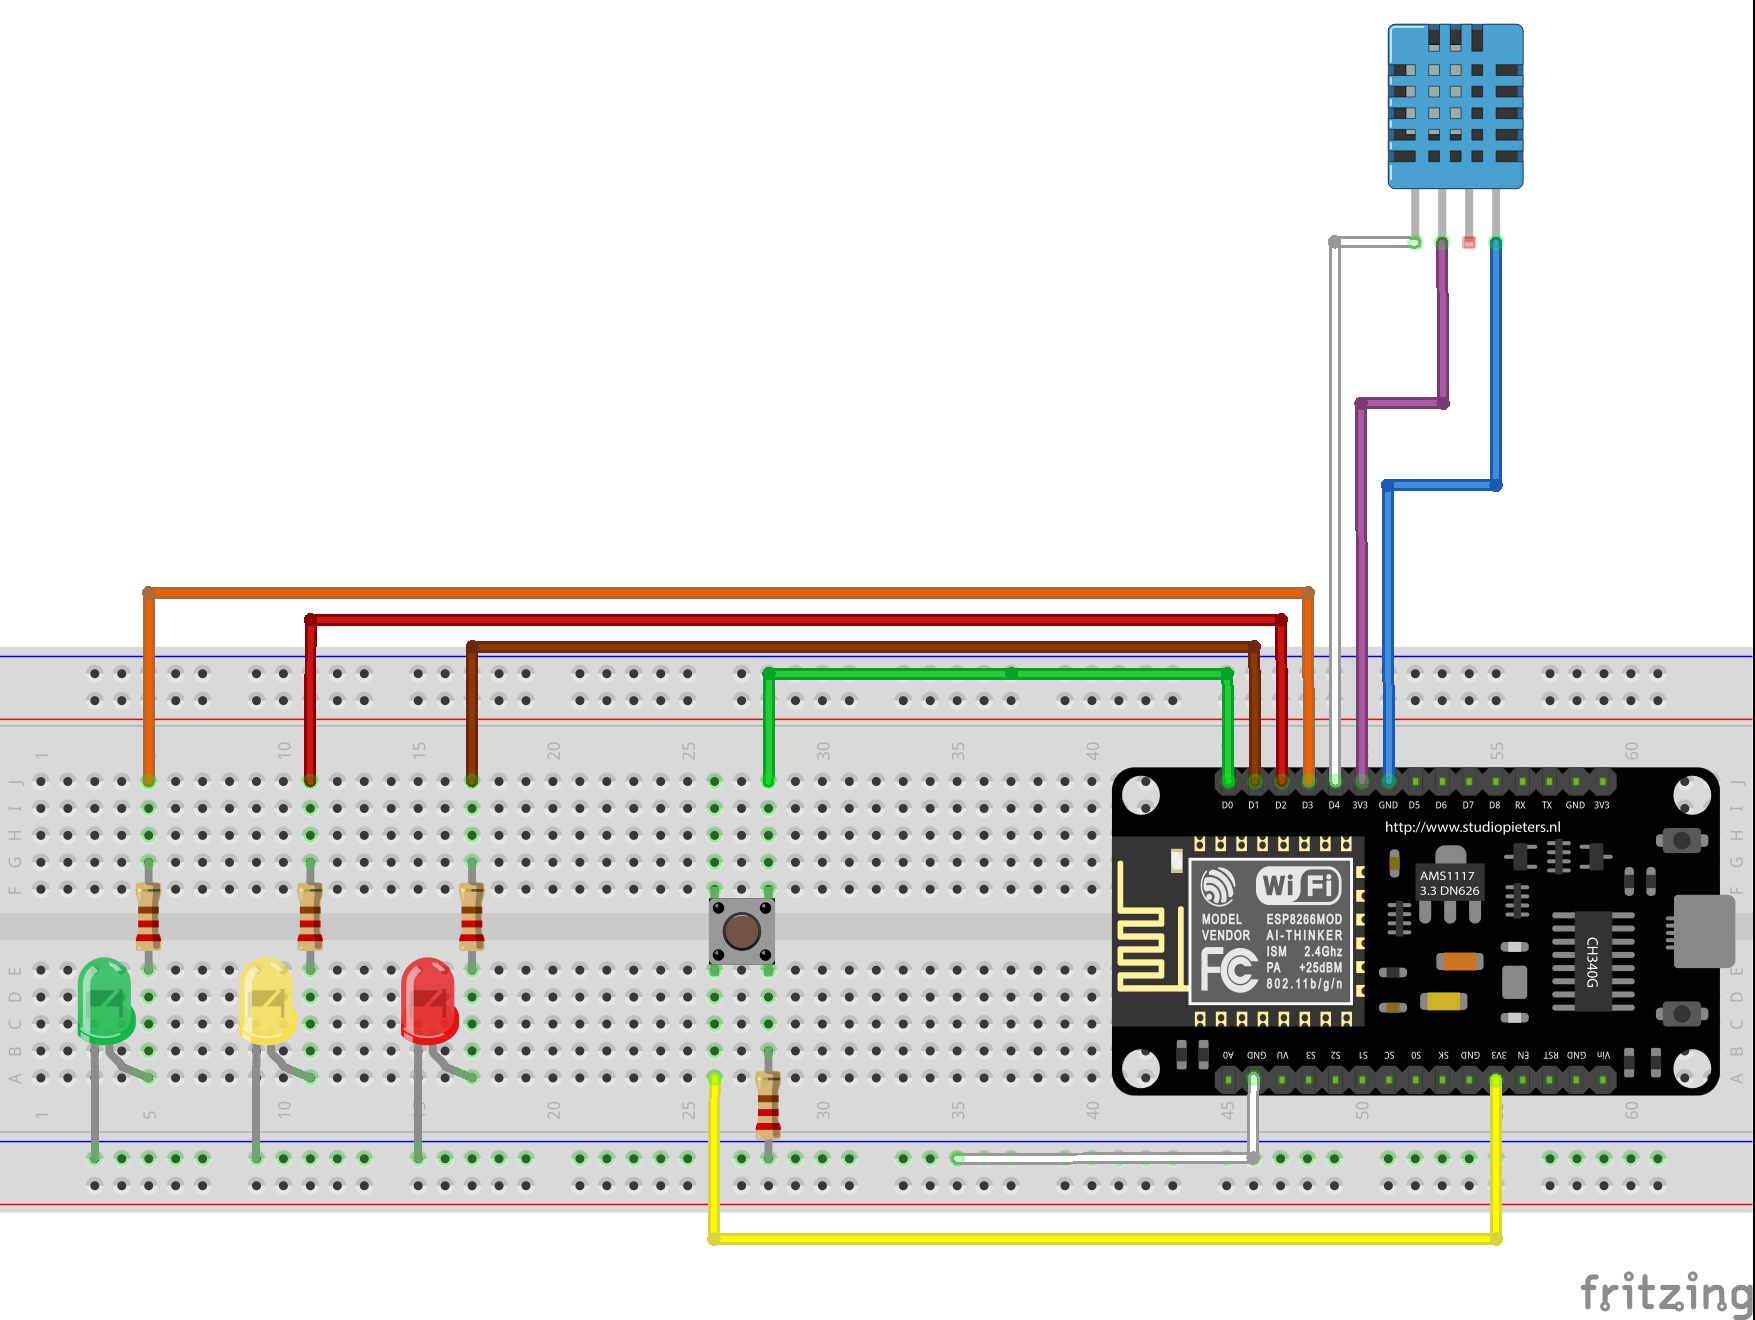 1 10 15 20 25 30 35 40 55 60
J J
I I
H H
G G
F F
D0 D1 D2 D3 D4 3V3 GND D5 D6 D7 D8 RX TX GND 3V3
http://www.studiopieters.nl
AMS1117
3.3 DN626
WiFi
MODEL ESP8266MOD
VENDOR AI-THINKER
ISM 2.4Ghz
PA +25dBM
802.11b/g/n
FC
CH340G
E E
D D
C C
B B
A A
A0 GND VU S3 S2 S1 SC S0 SK GND 3V3 EN RST GND Vin
1 5 10 15 20 25 30 35 40 45 50 55 60
fritzing